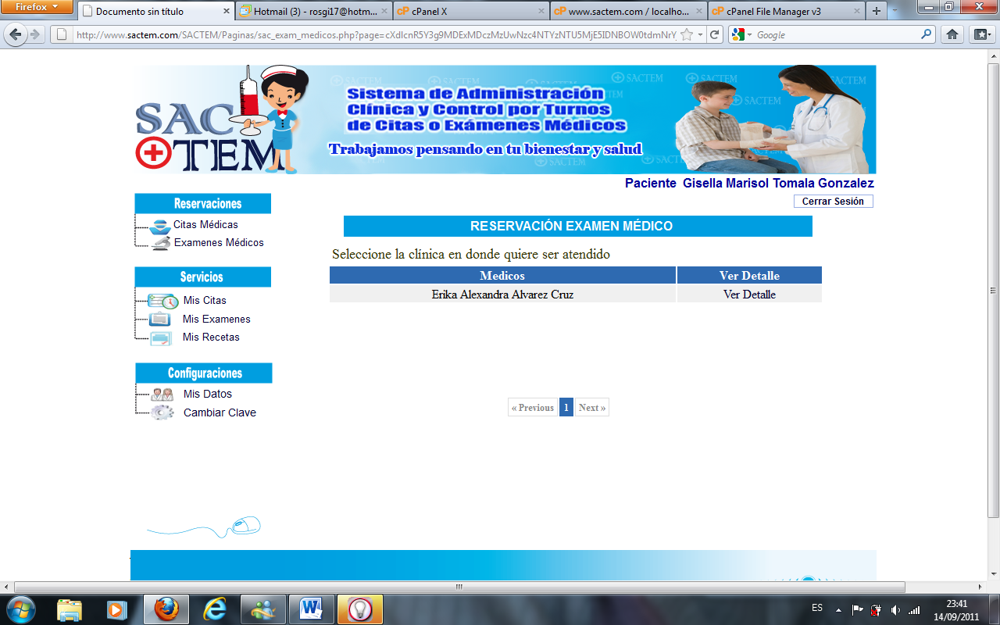 Firefox
Documento sin título
Hotmail (3) - rosgi17@hotm...
cPanel X
www.sactem.com / localho...
cPanel File Manager v3
http://www.sactem.com/SACTEM/Paginas/sac_exam_medicos.php?page=
Google
SACTEM
Sistema de Administración
Clínica y Control por Turnos
de Citas o Exámenes Médicos
Trabajamos pensando en tu bienestar y salud
Paciente Gisella Marisol Tomala Gonzalez
Cerrar Sesión
Reservaciones
Citas Médicas
Examenes Médicos
Servicios
Mis Citas
Mis Examenes
Mis Recetas
Configuraciones
Mis Datos
Cambiar Clave
RESERVACIÓN EXAMEN MÉDICO
Seleccione la clínica en donde quiere ser atendido
Medicos Ver Detalle
Erika Alexandra Alvarez Cruz Ver Detalle
« Previous 1 Next »
ES
23:41
14/09/2011